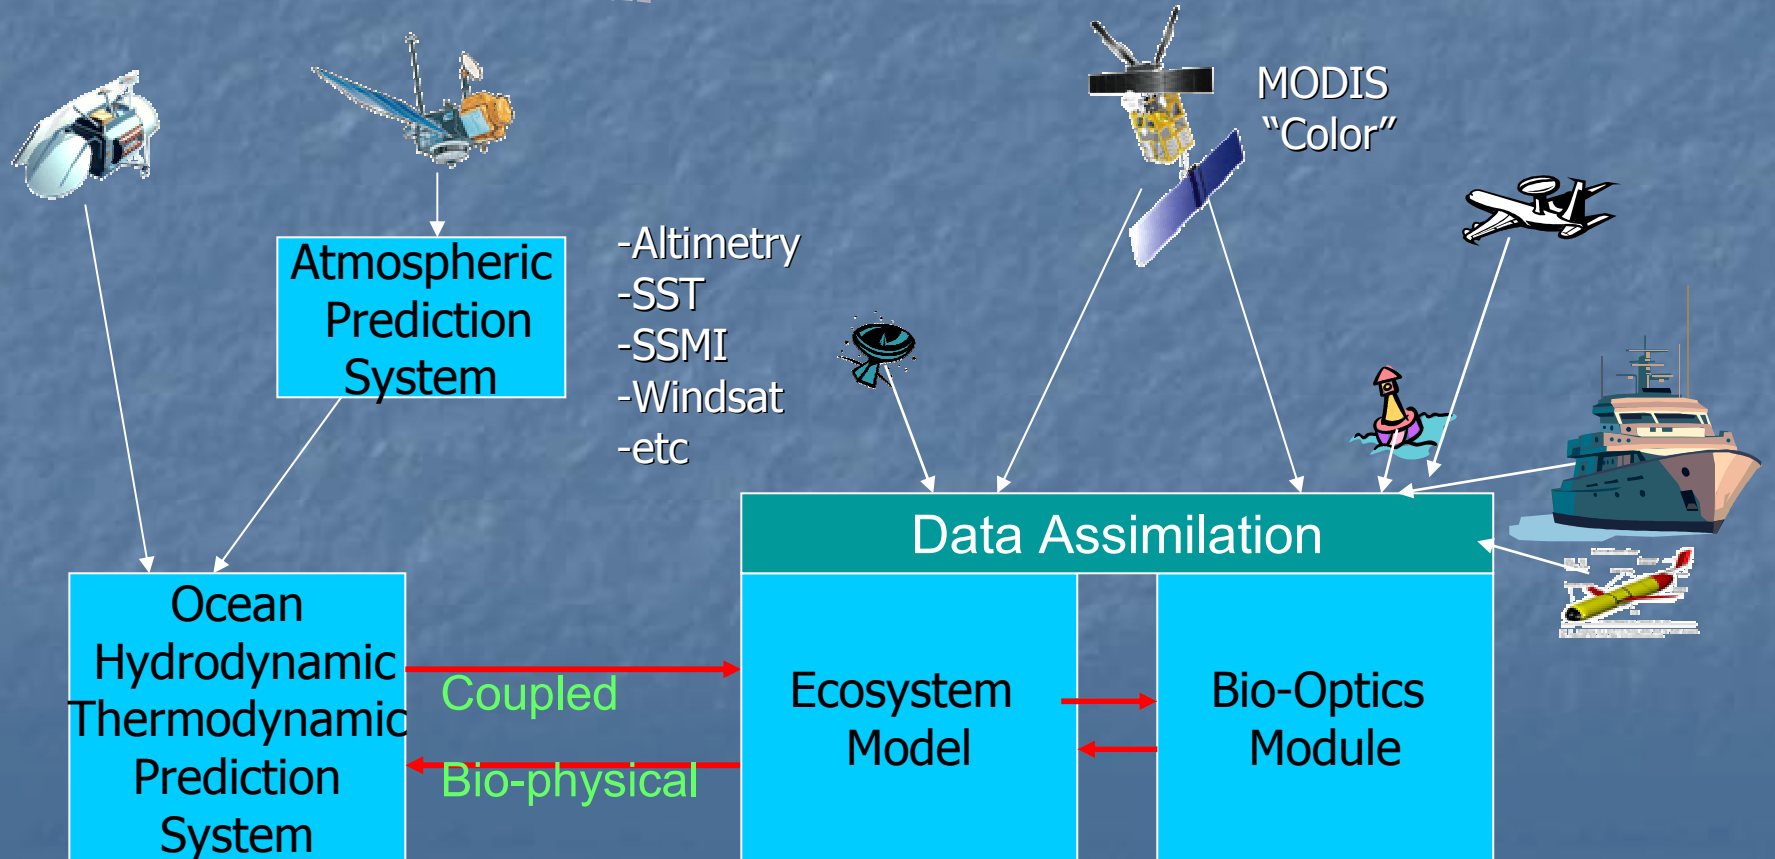 MODIS
“Color”
Atmospheric
Prediction
System
-Altimetry
-SST
-SSMI
-Windsat
-etc
Data Assimilation
Ocean
Hydrodynamic
Thermodynamic
Prediction
System
Coupled
Bio-physical
Ecosystem
Model
Bio-Optics
Module